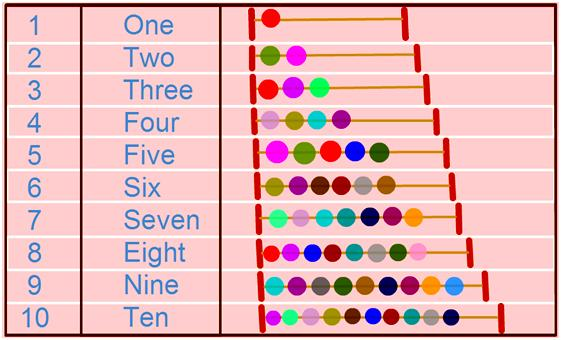 1 One
2 Two
3 Three
4 Four
5 Five
6 Six
7 Seven
8 Eight
9 Nine
10 Ten